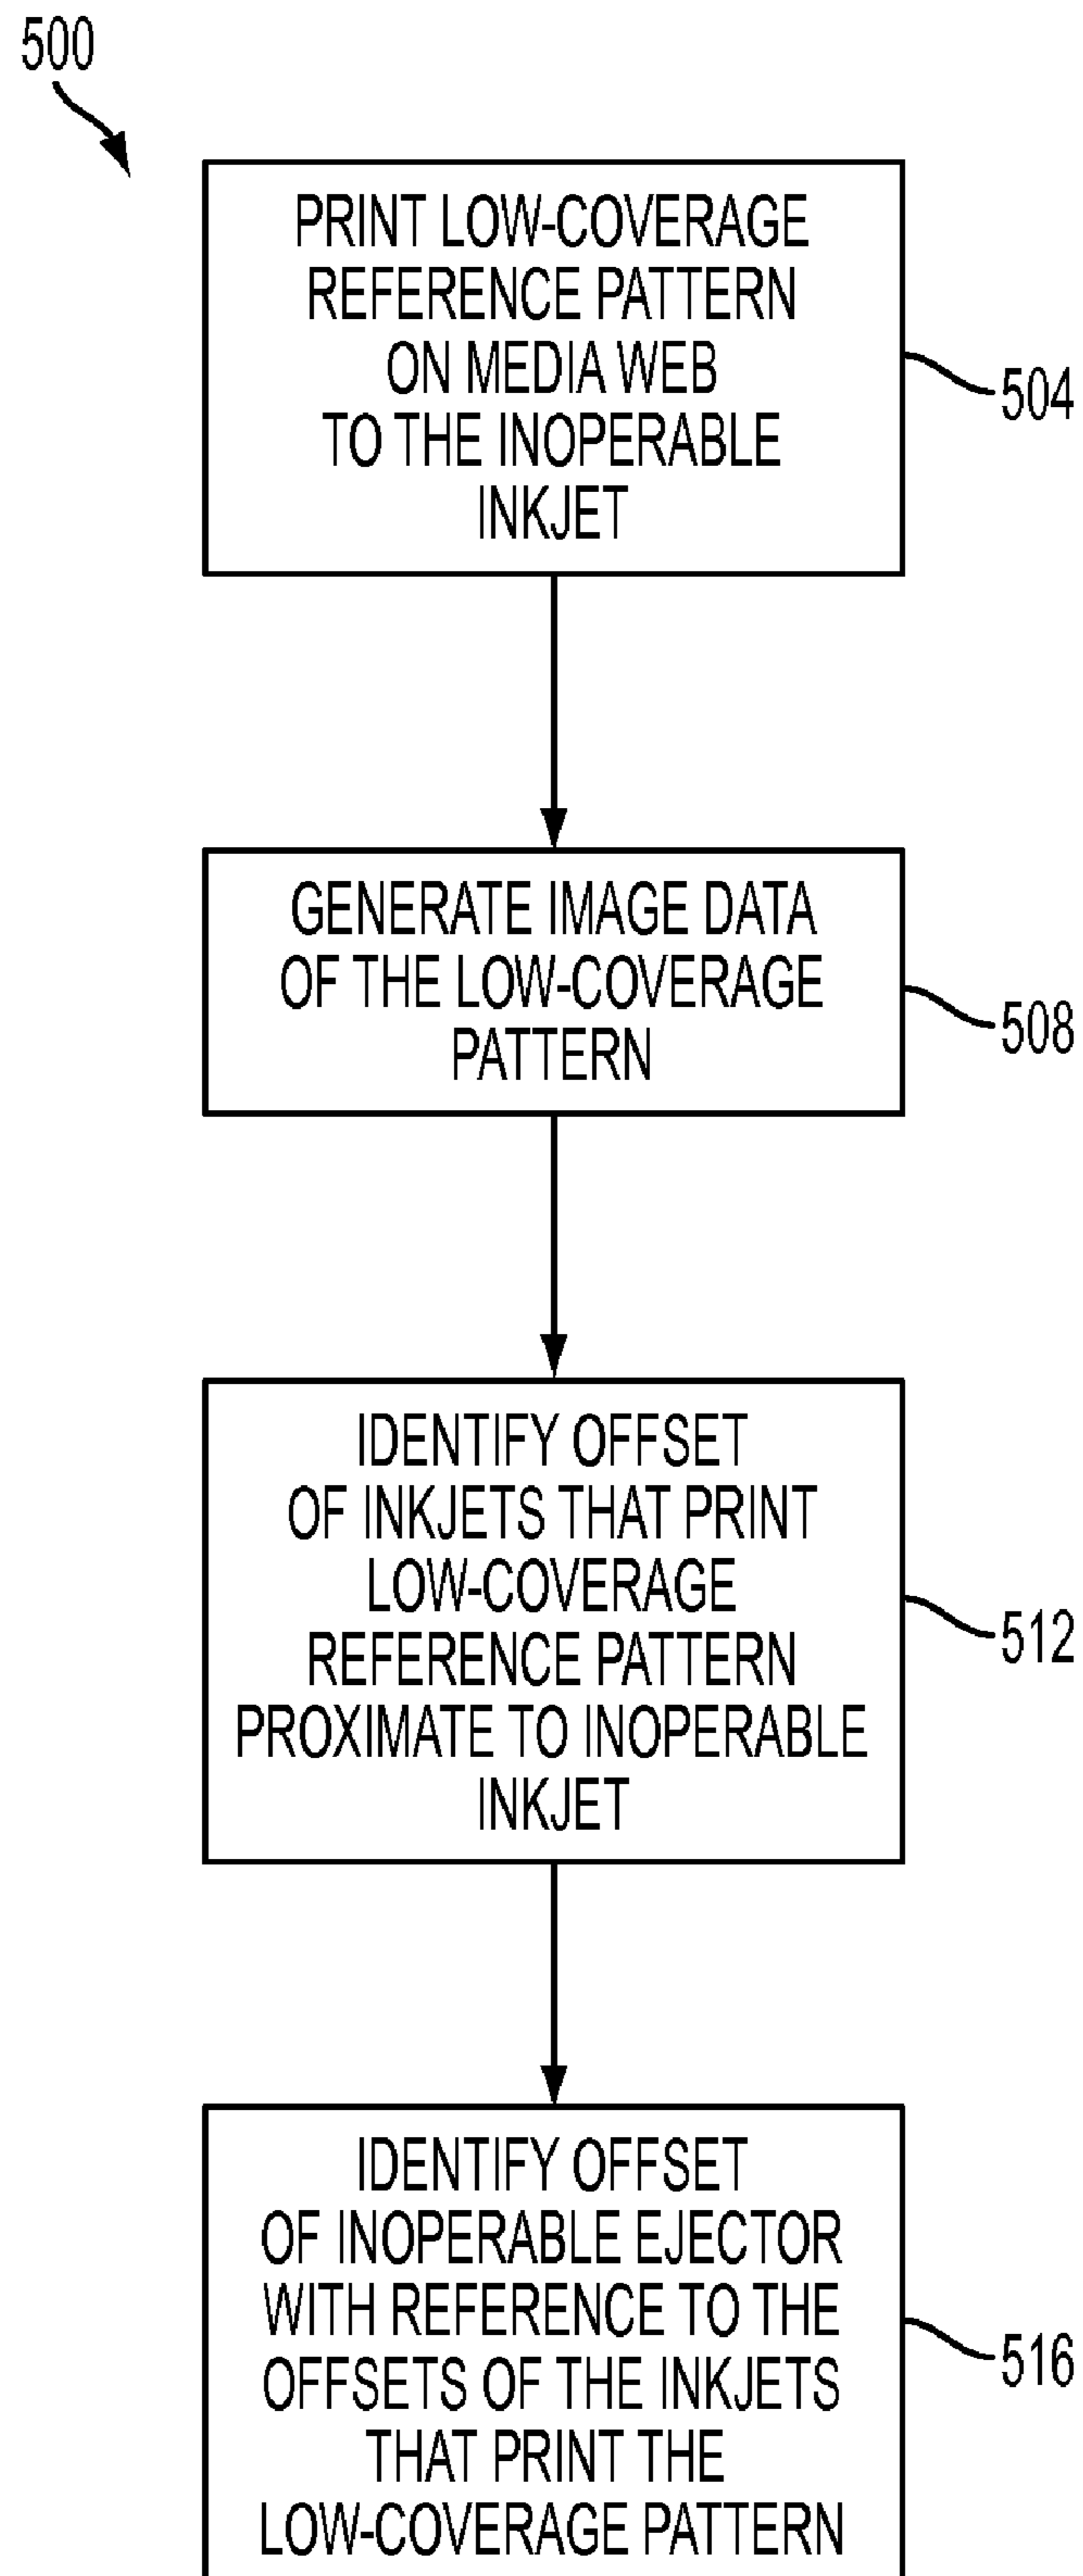 500
PRINT LOW-COVERAGE
REFERENCE PATTERN
ON MEDIA WEB
TO THE INOPERABLE
INKJET
504
GENERATE IMAGE DATA
OF THE LOW-COVERAGE
PATTERN
508
IDENTIFY OFFSET
OF INKJETS THAT PRINT
LOW-COVERAGE
REFERENCE PATTERN
PROXIMATE TO INOPERABLE
INKJET
512
IDENTIFY OFFSET
OF INOPERABLE EJECTOR
WITH REFERENCE TO THE
OFFSETS OF THE INKJETS
THAT PRINT THE
LOW-COVERAGE PATTERN
516